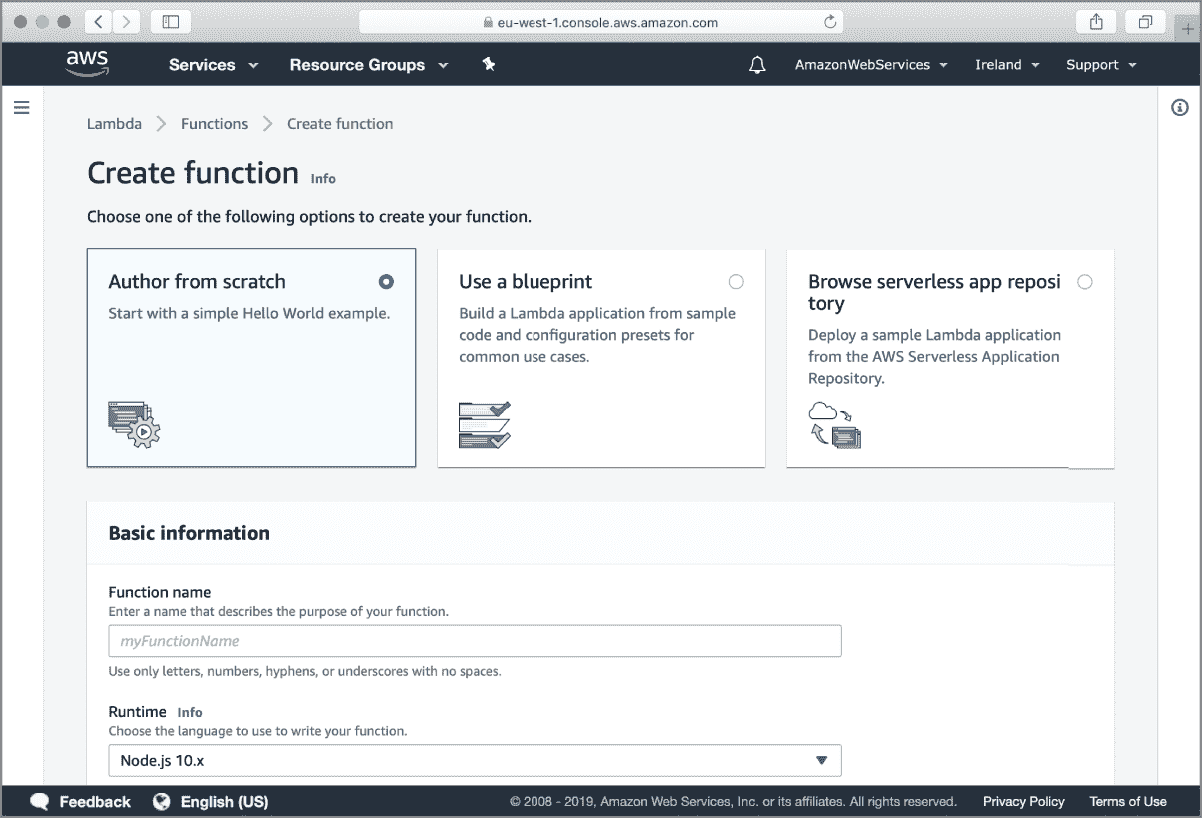 eu-west-1.console.aws.amazon.com
aws Services Resource Groups AmazonWebServices Ireland Support
Lambda Functions Create function
Create function Info
Choose one of the following options to create your function.
Author from scratch
Start with a simple Hello World example.
Use a blueprint
Build a Lambda application from sample
code and configuration presets for
common use cases.
Browse serverless app reposi
tory
Deploy a sample Lambda application
from the AWS Serverless Application
Repository.
Basic information
Function name
Enter a name that describes the purpose of your function.
myFunctionName
Use only letters, numbers, hyphens, or underscores with no spaces.
Runtime Info
Choose the language to use to write your function.
Node.js 10.x
Feedback English (US) © 2008 - 2019, Amazon Web Services, Inc. or its affiliates. All rights reserved. Privacy Policy Terms of Use